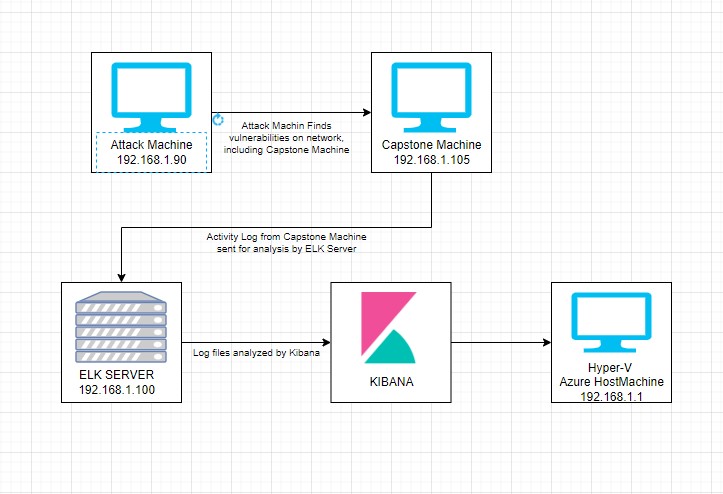 Attack Machine
192.168.1.90
Attack Machin Finds
vulnerabilities on network,
including Capstone Machine
Capstone Machine
192.168.1.105
Activity Log from Capstone Machine
sent for analysis by ELK Server
ELK SERVER
192.168.1.100
Log files analyzed by Kibana
KIBANA
Hyper-V
Azure HostMachine
192.168.1.1